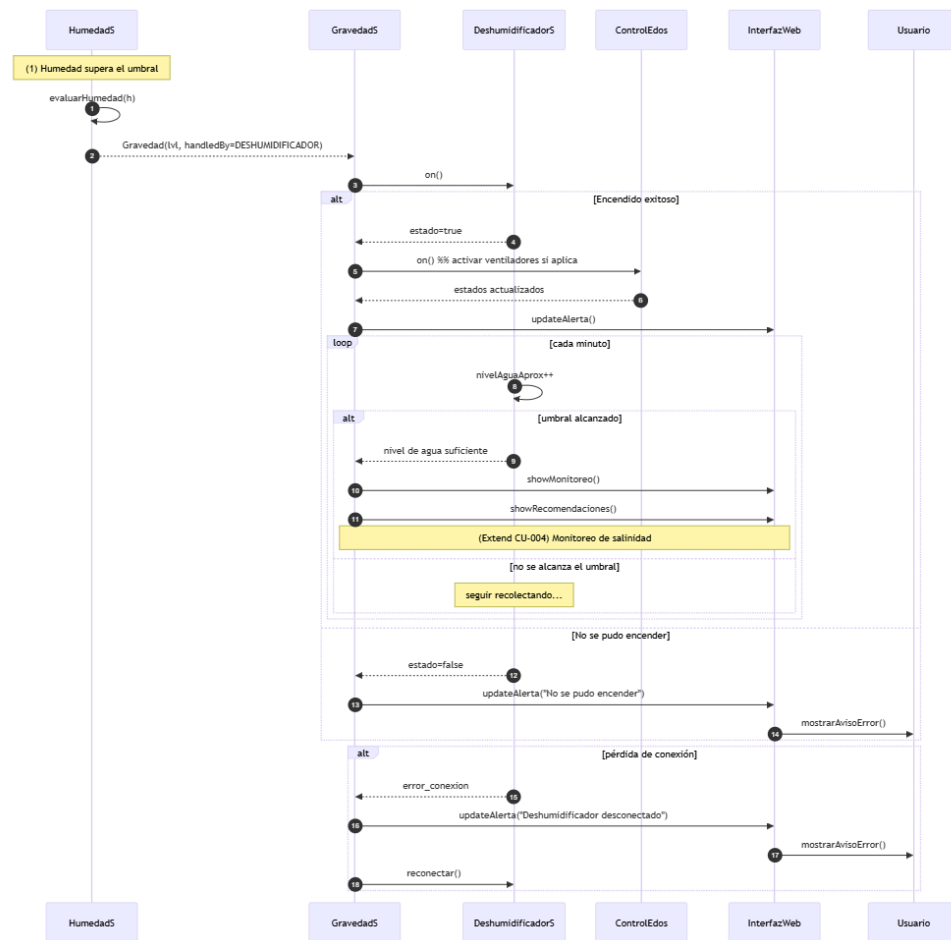 HumedadS
GravedadS
DeshumidificadorS
ControlEdos
InterfazWeb
Usuario
(1) Humedad supera el umbral
evaluarHumedad(h)
1
Gravedad(lvl, handledBy=DESHUMIDIFICADOR)
2
on()
3
alt
[Encendido exitoso]
estado=true
4
on() %% activar ventiladores si aplica
5
estados actualizados
6
updateAlerta()
7
loop
[cada minuto]
nivelAguaAprox++
8
alt
[umbral alcanzado]
nivel de agua suficiente
9
showMonitoreo()
10
showRecomendaciones()
11
(Extend CU-004) Monitoreo de salinidad
[no se alcanza el umbral]
seguir recolectando...
[No se pudo encender]
estado=false
12
updateAlerta("No se pudo encender")
13
mostrarAvisoError()
14
alt
[pérdida de conexión]
error_conexion
15
updateAlerta("Deshumidificador desconectado")
16
mostrarAvisoError()
17
reconectar()
18
HumedadS
GravedadS
DeshumidificadorS
ControlEdos
InterfazWeb
Usuario